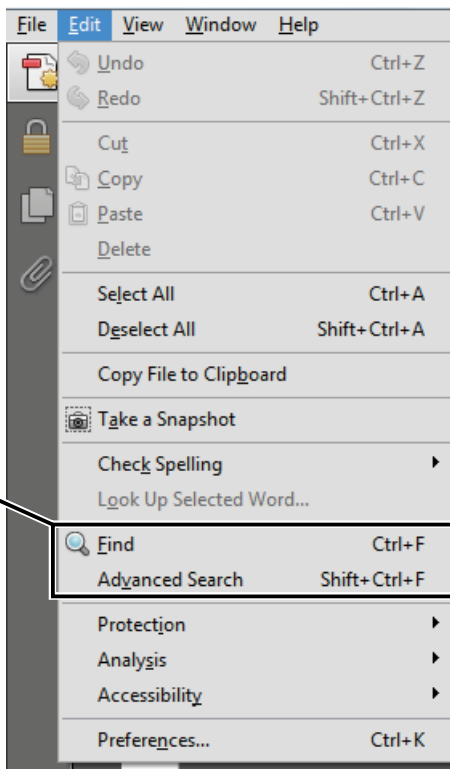 File Edit View Window Help
Undo Ctrl+Z
Redo Shift+Ctrl+Z
Cut Ctrl+X
Copy Ctrl+C
Paste Ctrl+V
Delete
Select All Ctrl+A
Deselect All Shift+Ctrl+A
Copy File to Clipboard
Take a Snapshot
Check Spelling
Look Up Selected Word...
Find Ctrl+F
Advanced Search Shift+Ctrl+F
Protection
Analysis
Accessibility
Preferences... Ctrl+K